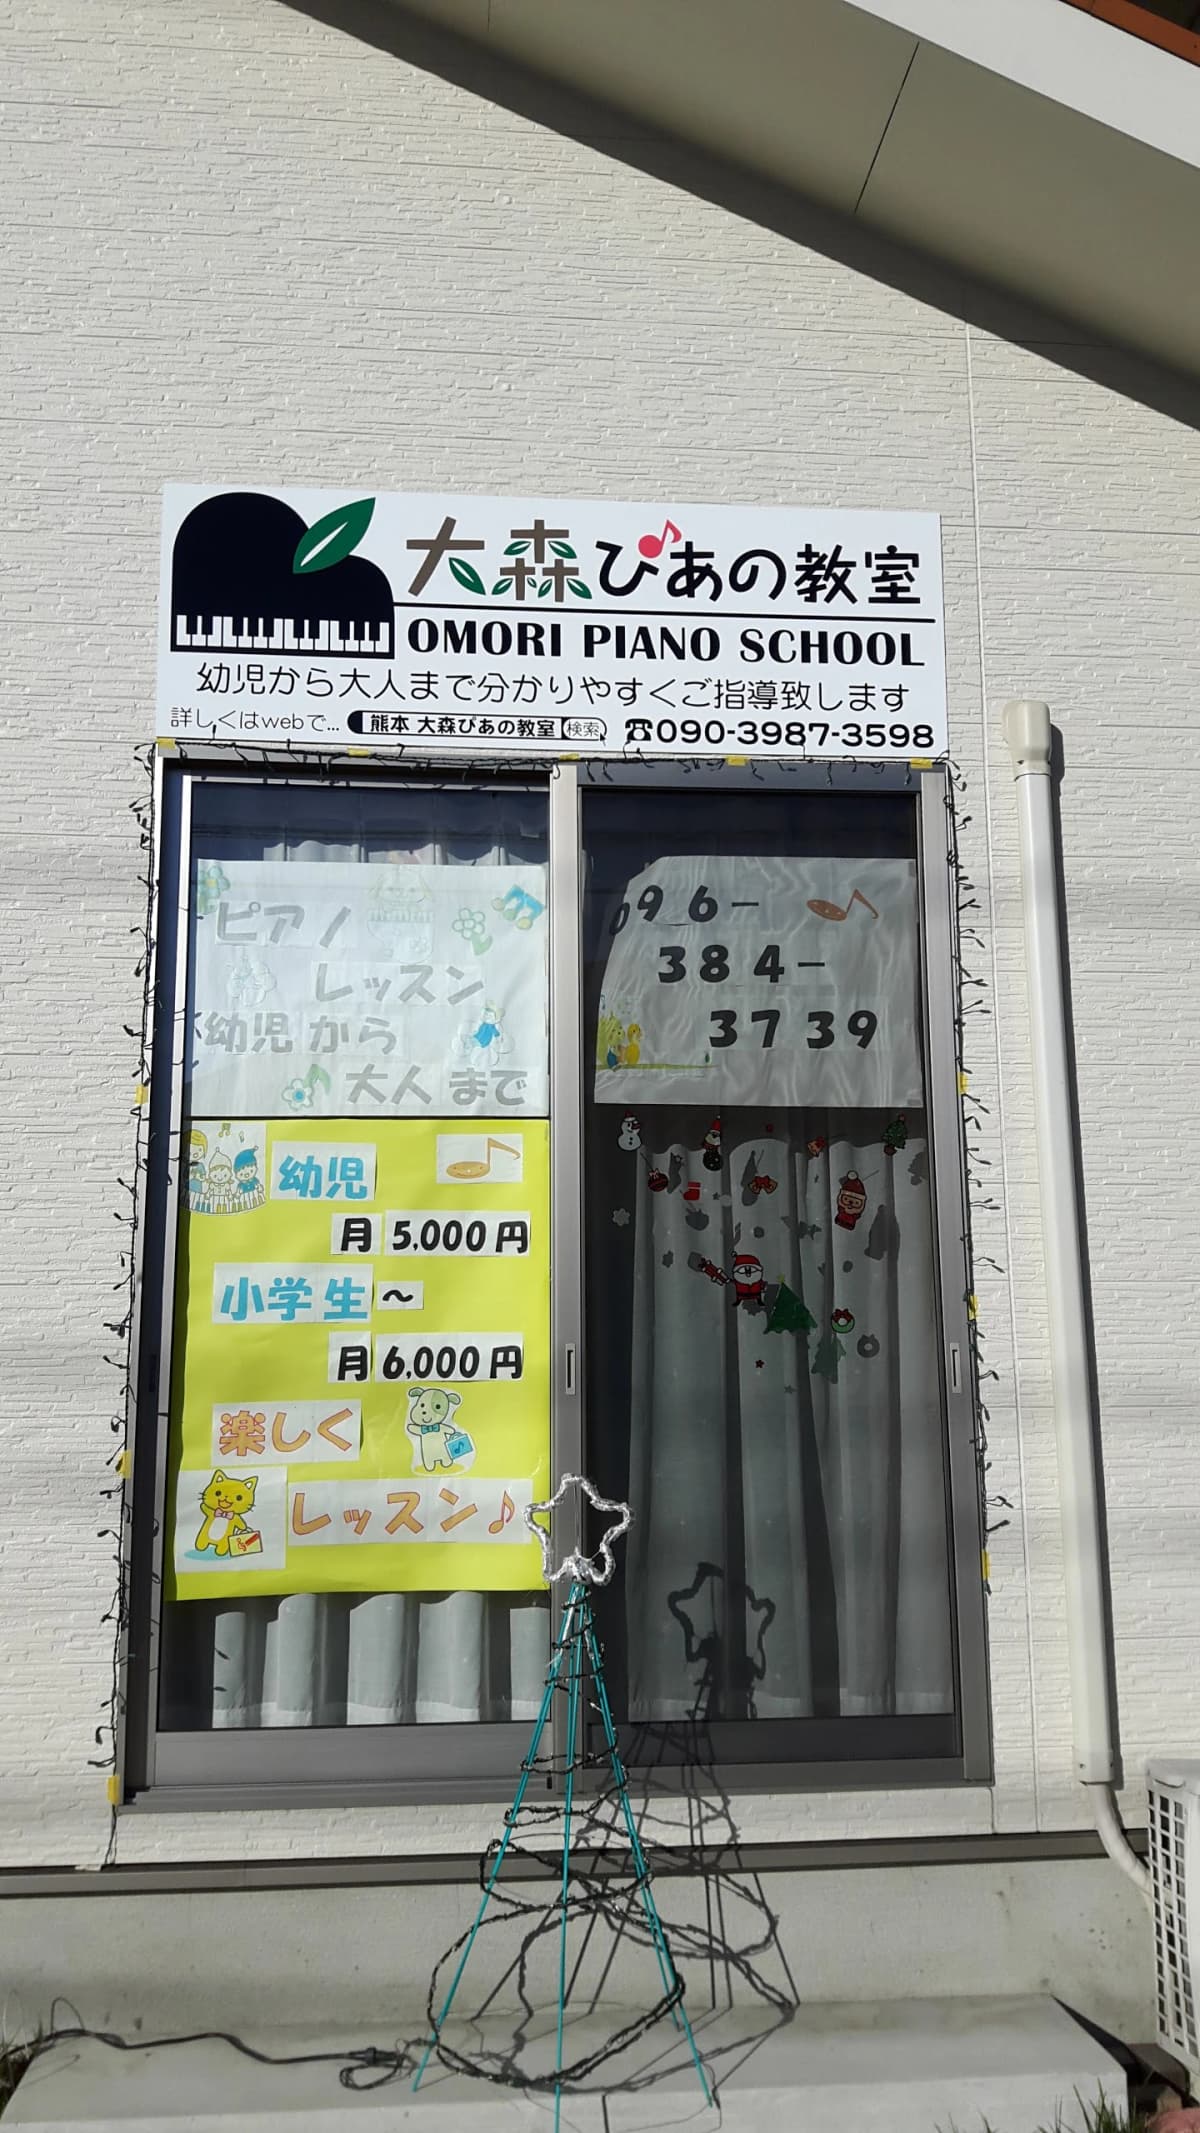 大森ぴあの教室
OMORI PIANO SCHOOL
幼児から大人まで分かりやすくご指導致します
詳しくはwebで... 熊本 大森ぴあの教室 検索 ☎090-3987-3598
ピアノ
レッスン
幼児から
大人まで
096-
384-
3739
幼児
月 5,000円
小学生～
月 6,000円
楽しく
レッスン♪